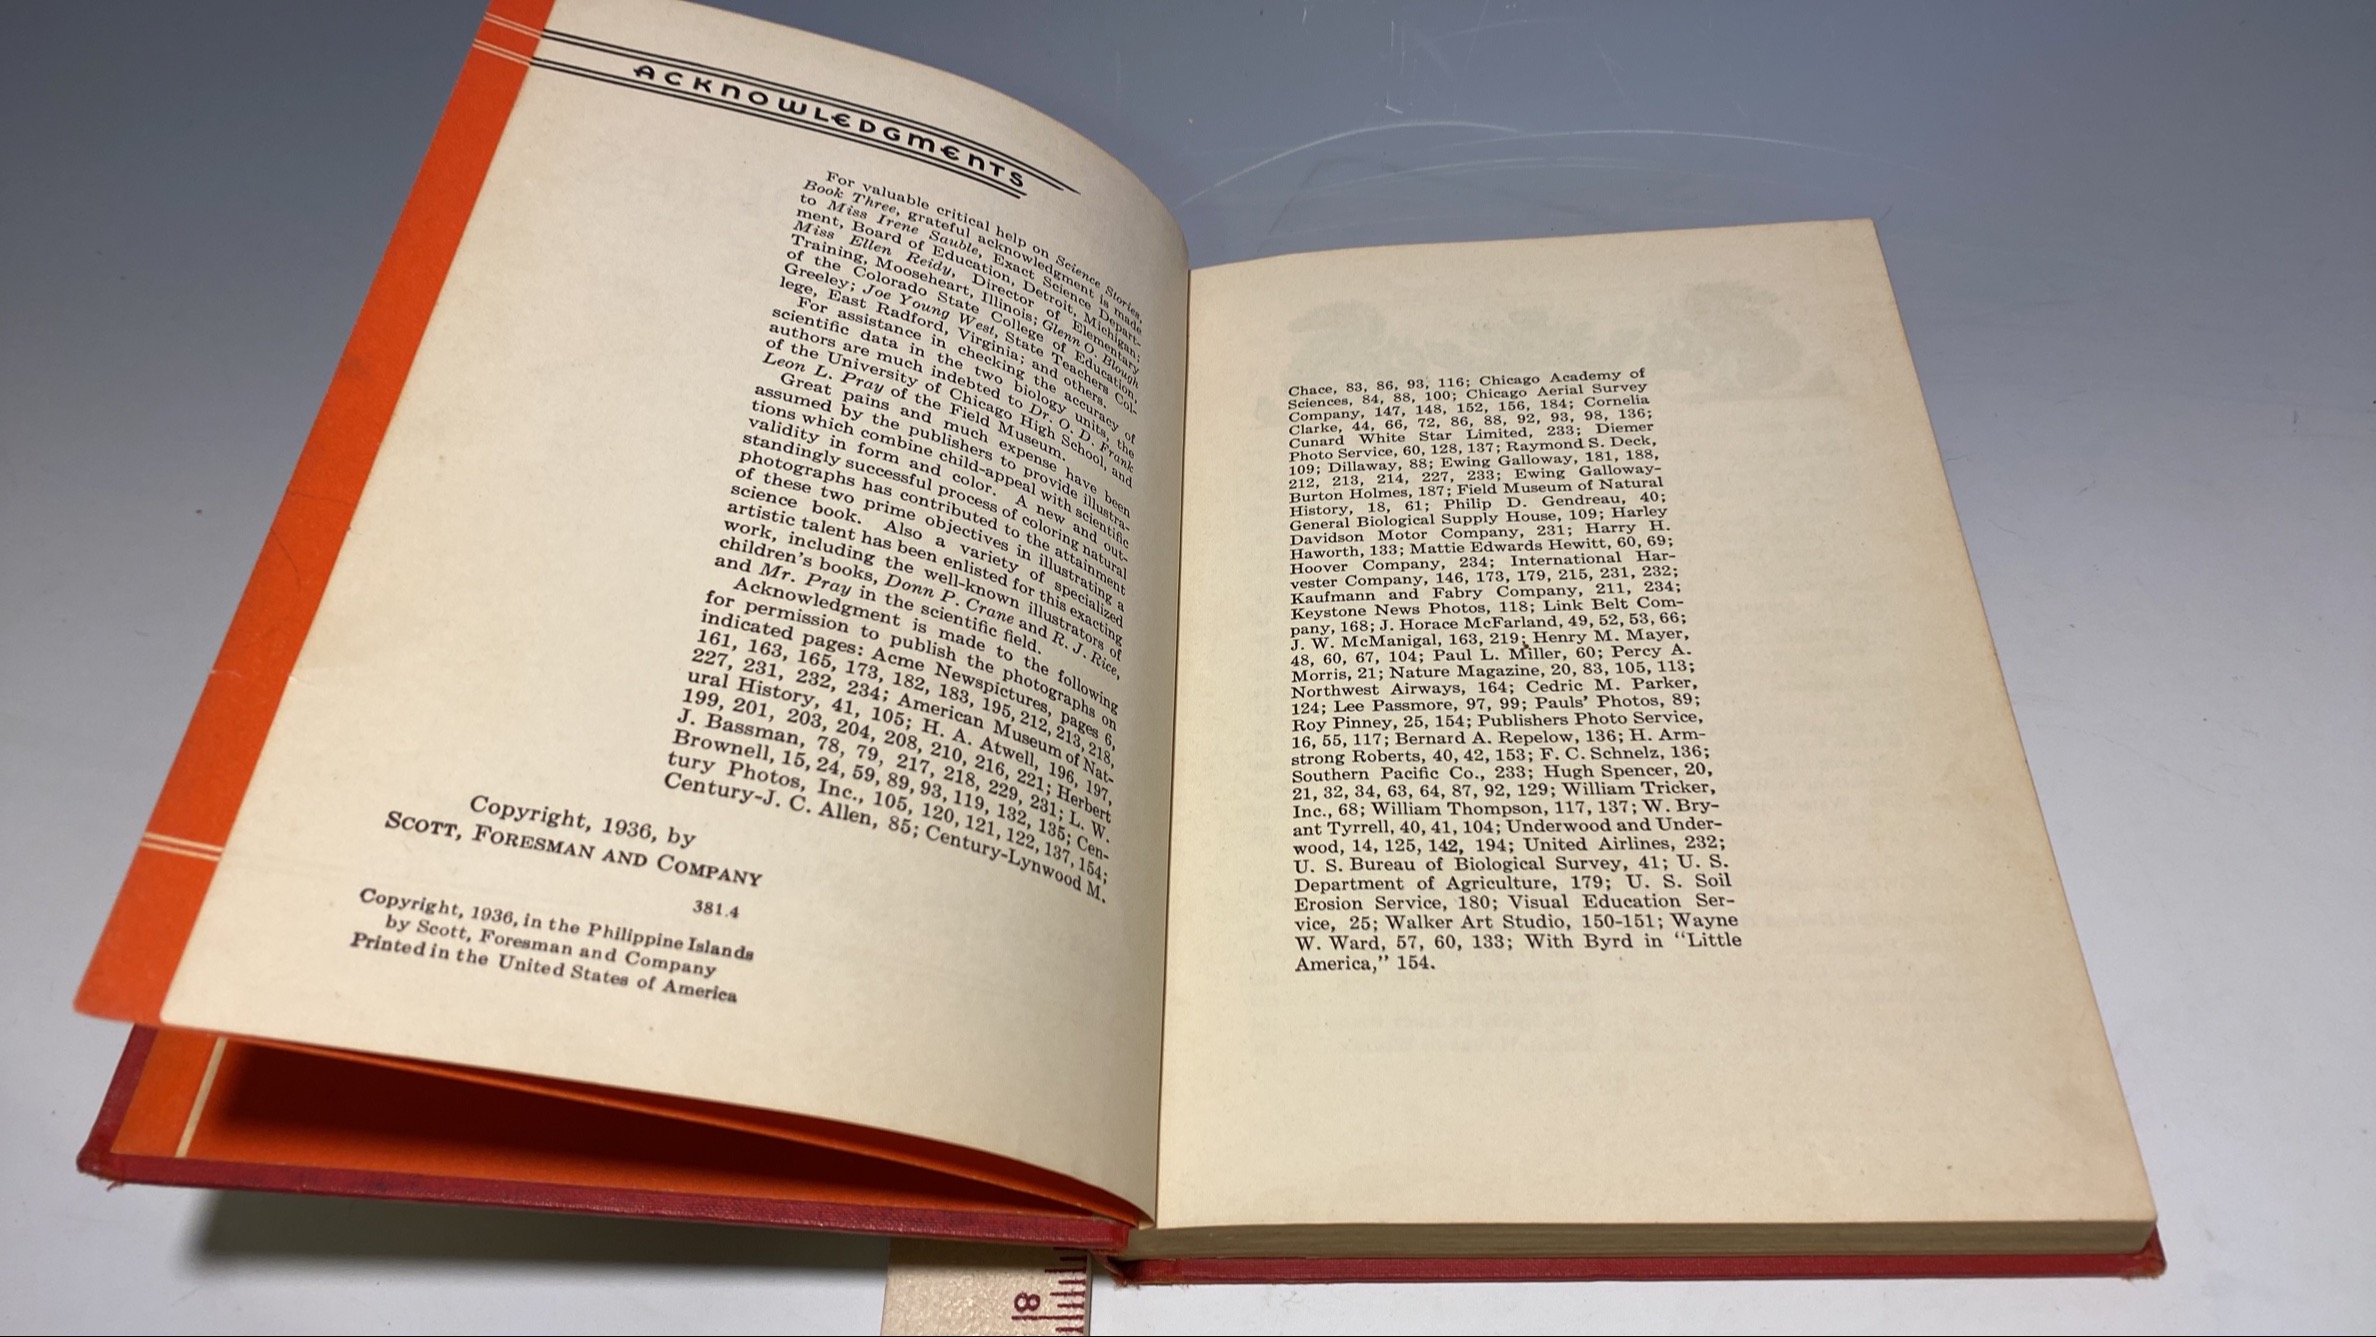 ACKNOWLEDGMENTS
For valuable critical help on Science Stories,
Book Three, grateful acknowledgment is made
to Miss Irene Sauble, Exact Science Depart-
ment, Board of Education, Detroit, Michigan;
Miss Ellen Reidy, Director of Elementary
Training, Mooseheart, Illinois; Glenn O. Blough
of the Colorado State College of Education,
Greeley; Joe Young West, State Teachers Col-
lege, East Radford, Virginia; and others.
For assistance in checking the accuracy of
scientific data in the two biology units, the
authors are much indebted to Dr. O. D. Frank
of the University of Chicago High School, and
Leon L. Pray of the Field Museum.
Great pains and much expense have been
assumed by the publishers to provide illustra-
tions which combine child-appeal with scientific
validity in form and color. A new and out-
standingly successful process of coloring natural
photographs has contributed to the attainment
of these two prime objectives in illustrating a
science book. Also a variety of specialized
artistic talent has been enlisted for this exacting
work, including the well-known illustrators of
children's books, Donn P. Crane and R. J. Rice,
and Mr. Pray in the scientific field.
Acknowledgment is made to the following
for permission to publish the photographs on
indicated pages: Acme Newspictures, pages 6,
161, 163, 165, 173, 182, 183, 195, 212, 213, 218,
227, 231, 232, 234; American Museum of Nat-
ural History, 41, 105; H. A. Atwell, 196, 197,
199, 201, 203, 204, 208, 210, 216, 221; Herbert
J. Bassman, 78, 79, 217, 218, 229, 231; L. W.
Brownell, 15, 24, 59, 89, 93, 119, 132, 135; Cen-
tury Photos, Inc., 105, 120, 121, 122, 137, 154;
Century-J. C. Allen, 85; Century-Lynwood M.
Copyright, 1936, by
SCOTT, FORESMAN AND COMPANY
381.4
Copyright, 1936, in the Philippine Islands
by Scott, Foresman and Company
Printed in the United States of America
Chace, 83, 86, 93, 116; Chicago Academy of
Sciences, 84, 88, 100; Chicago Aerial Survey
Company, 147, 148, 152, 156, 184; Cornelia
Clarke, 44, 66, 72, 86, 88, 92, 93, 98, 136;
Cunard White Star Limited, 233; Diemer
Photo Service, 60, 128, 137; Raymond S. Deck,
109; Dillaway, 88; Ewing Galloway, 181, 188,
212, 213, 214, 227, 233; Ewing Galloway-
Burton Holmes, 187; Field Museum of Natural
History, 18, 61; Philip D. Gendreau, 40;
General Biological Supply House, 109; Harley
Davidson Motor Company, 231; Harry H.
Haworth, 133; Mattie Edwards Hewitt, 60, 69;
Hoover Company, 234; International Har-
vester Company, 146, 173, 179, 215, 231, 232;
Kaufmann and Fabry Company, 211, 234;
Keystone News Photos, 118; Link Belt Com-
pany, 168; J. Horace McFarland, 49, 52, 53, 66;
J. W. McManigal, 163, 219; Henry M. Mayer,
48, 60, 67, 104; Paul L. Miller, 60; Percy A.
Morris, 21; Nature Magazine, 20, 83, 105, 113;
Northwest Airways, 164; Cedric M. Parker,
124; Lee Passmore, 97, 99; Pauls' Photos, 89;
Roy Pinney, 25, 154; Publishers Photo Service,
16, 55, 117; Bernard A. Repelow, 136; H. Arm-
strong Roberts, 40, 42, 153; F. C. Schnelz, 136;
Southern Pacific Co., 233; Hugh Spencer, 20,
21, 32, 34, 63, 64, 87, 92, 129; William Tricker,
Inc., 68; William Thompson, 117, 137; W. Bry-
ant Tyrrell, 40, 41, 104; Underwood and Under-
wood, 14, 125, 142, 194; United Airlines, 232;
U. S. Bureau of Biological Survey, 41; U. S.
Department of Agriculture, 179; U. S. Soil
Erosion Service, 180; Visual Education Ser-
vice, 25; Walker Art Studio, 150-151; Wayne
W. Ward, 57, 60, 133; With Byrd in "Little
America," 154.
8